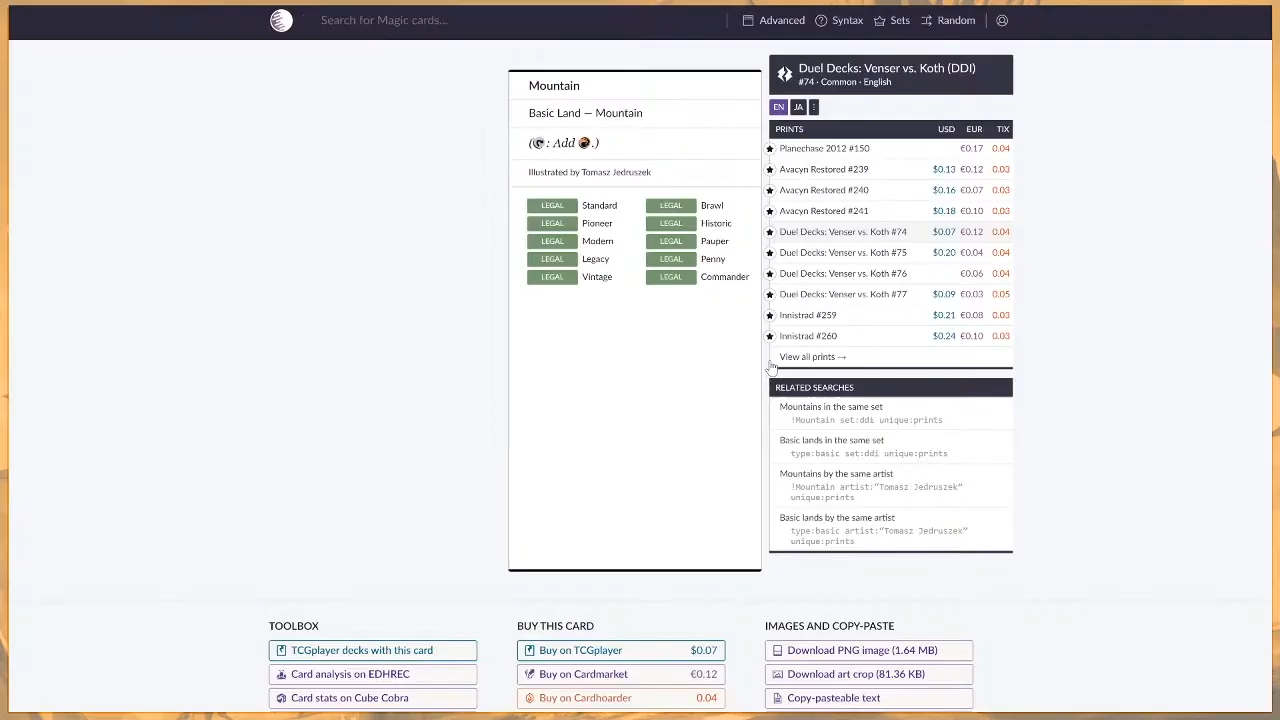 Search for Magic cards...
Advanced
Syntax
Sets
Random
Mountain
Basic Land — Mountain
( : Add .)
Illustrated by Tomasz Jedruszek
LEGAL Standard LEGAL Brawl
LEGAL Pioneer LEGAL Historic
LEGAL Modern LEGAL Pauper
LEGAL Legacy LEGAL Penny
LEGAL Vintage LEGAL Commander
Duel Decks: Venser vs. Koth (DDI)
#74 · Common · English
EN JA
PRINTS USD EUR TIX
Planechase 2012 #150 €0.17 0.04
Avacyn Restored #239 $0.13 €0.12 0.03
Avacyn Restored #240 $0.16 €0.07 0.03
Avacyn Restored #241 $0.18 €0.10 0.03
Duel Decks: Venser vs. Koth #74 $0.07 €0.12 0.04
Duel Decks: Venser vs. Koth #75 $0.20 €0.04 0.04
Duel Decks: Venser vs. Koth #76 €0.06 0.04
Duel Decks: Venser vs. Koth #77 $0.09 €0.03 0.05
Innistrad #259 $0.21 €0.08 0.03
Innistrad #260 $0.24 €0.10 0.03
View all prints →
RELATED SEARCHES
Mountains in the same set
!Mountain set:ddi unique:prints
Basic lands in the same set
type:basic set:ddi unique:prints
Mountains by the same artist
!Mountain artist:“Tomasz Jedruszek”
unique:prints
Basic lands by the same artist
type:basic artist:“Tomasz Jedruszek”
unique:prints
TOOLBOX
TCGplayer decks with this card
Card analysis on EDHREC
Card stats on Cube Cobra
BUY THIS CARD
Buy on TCGplayer $0.07
Buy on Cardmarket €0.12
Buy on Cardhoarder 0.04
IMAGES AND COPY-PASTE
Download PNG image (1.64 MB)
Download art crop (81.36 KB)
Copy-pasteable text